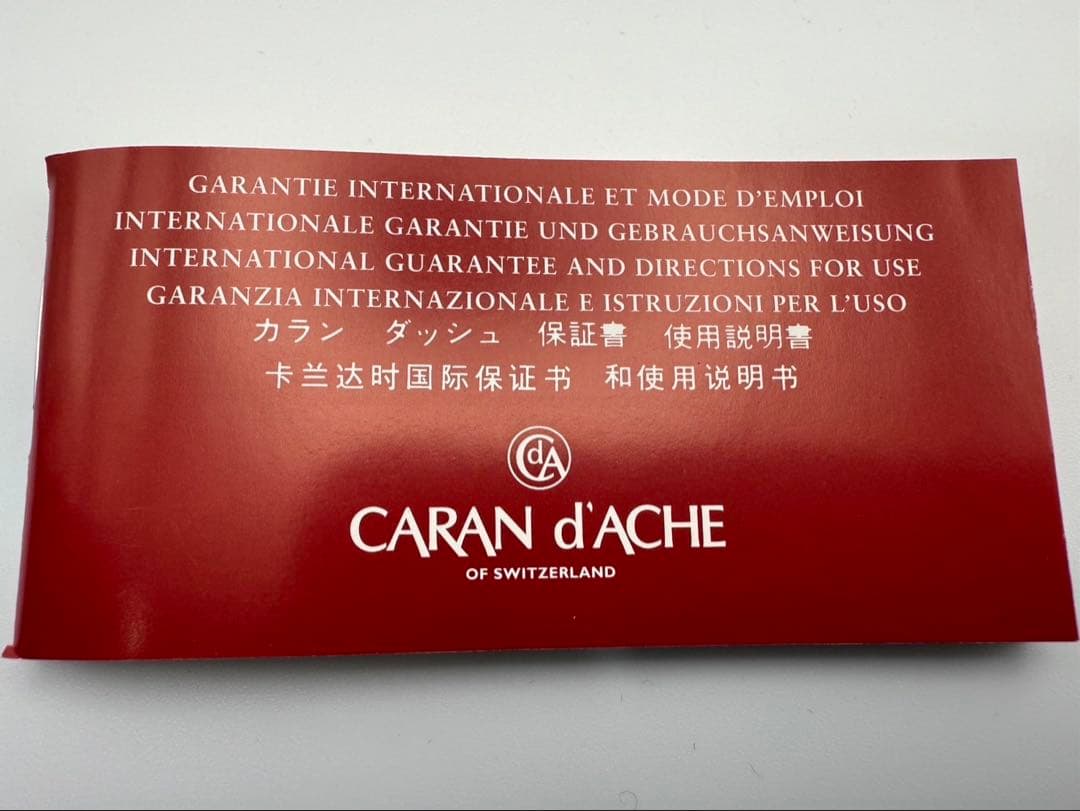 GARANTIE INTERNATIONALE ET MODE D'EMPLOI
INTERNATIONALE GARANTIE UND GEBRAUCHSANWEISUNG
INTERNATIONAL GUARANTEE AND DIRECTIONS FOR USE
GARANZIA INTERNAZIONALE E ISTRUZIONI PER L'USO
カラン ダッシュ 保証書 使用説明書
卡兰达时国际保证书 和使用说明书
CdA
CARAN d'ACHE
OF SWITZERLAND